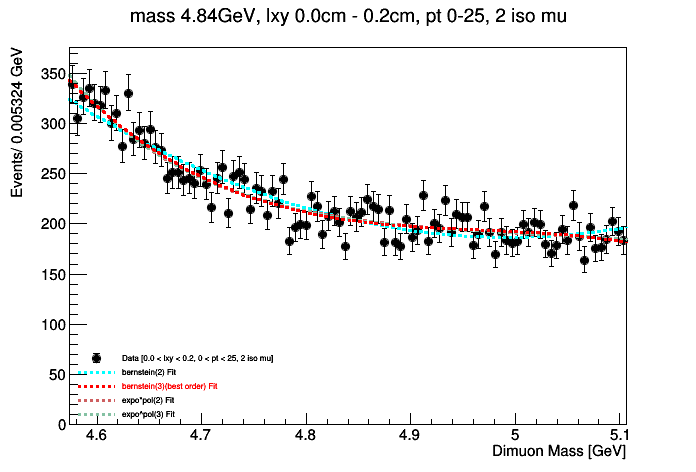 mass 4.84GeV, lxy 0.0cm - 0.2cm, pt 0-25, 2 iso mu
Events/ 0.005324 GeV
350
300
250
200
150
100
50
0
Data [0.0 < lxy < 0.2, 0 < pt < 25, 2 iso mu]
bernstein(2) Fit
bernstein(3)(best order) Fit
expo*pol(2) Fit
expo^pol(3) Fit
4.6 4.7 4.8 4.9 5 5.1
Dimuon Mass [GeV]